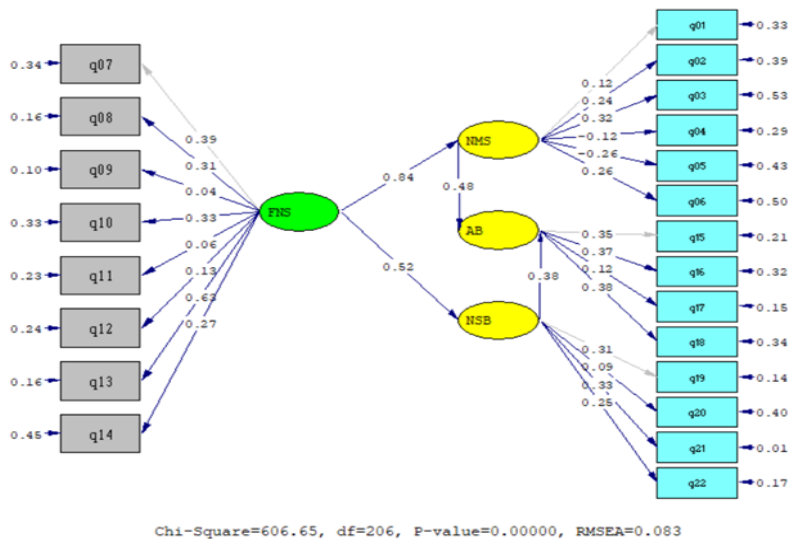 0.34 q07
0.16 q08
0.10 q09
0.33 q10
0.23 q11
0.24 q12
0.16 q13
0.45 q14
0.39
0.31
0.04
0.33
0.06
0.13
0.63
0.27
FNS
0.84
0.52
NMS
0.48
AB
0.38
NSB
0.12
0.24
0.32
-0.12
-0.26
0.26
0.35
0.37
0.12
0.38
0.31
0.09
0.33
0.25
q01 0.33
q02 0.39
q03 0.53
q04 0.29
q05 0.43
q06 0.50
q15 0.21
q16 0.32
q17 0.15
q18 0.34
q19 0.14
q20 0.40
q21 0.01
q22 0.17
Chi-Square=606.65, df=206, P-value=0.00000, RMSEA=0.083